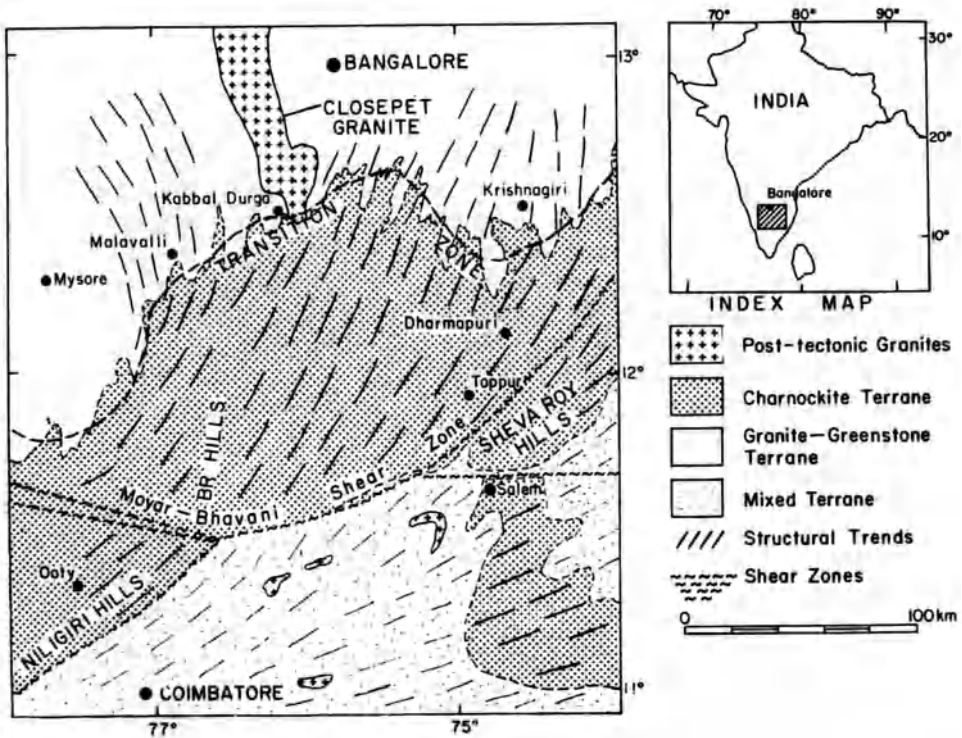 13°
BANGALORE
CLOSEPET
GRANITE
Kabbal Durga
Krishnagiri
TRANSITION
ZONE
Malavalli
Mysore
Dharmapuri
12°
Toppur
BR HILLS
SHEVA ROY
HILLS
Moyar-Bhavani Shear Zone
Salem
Ooty
NILIGIRI HILLS
COIMBATORE
11°
77°
75°
70° 80° 90°
30°
INDIA
20°
Bangalore
10°
INDEX MAP
Post-tectonic Granites
Charnockite Terrane
Granite-Greenstone
Terrane
Mixed Terrane
Structural Trends
Shear Zones
0 100km